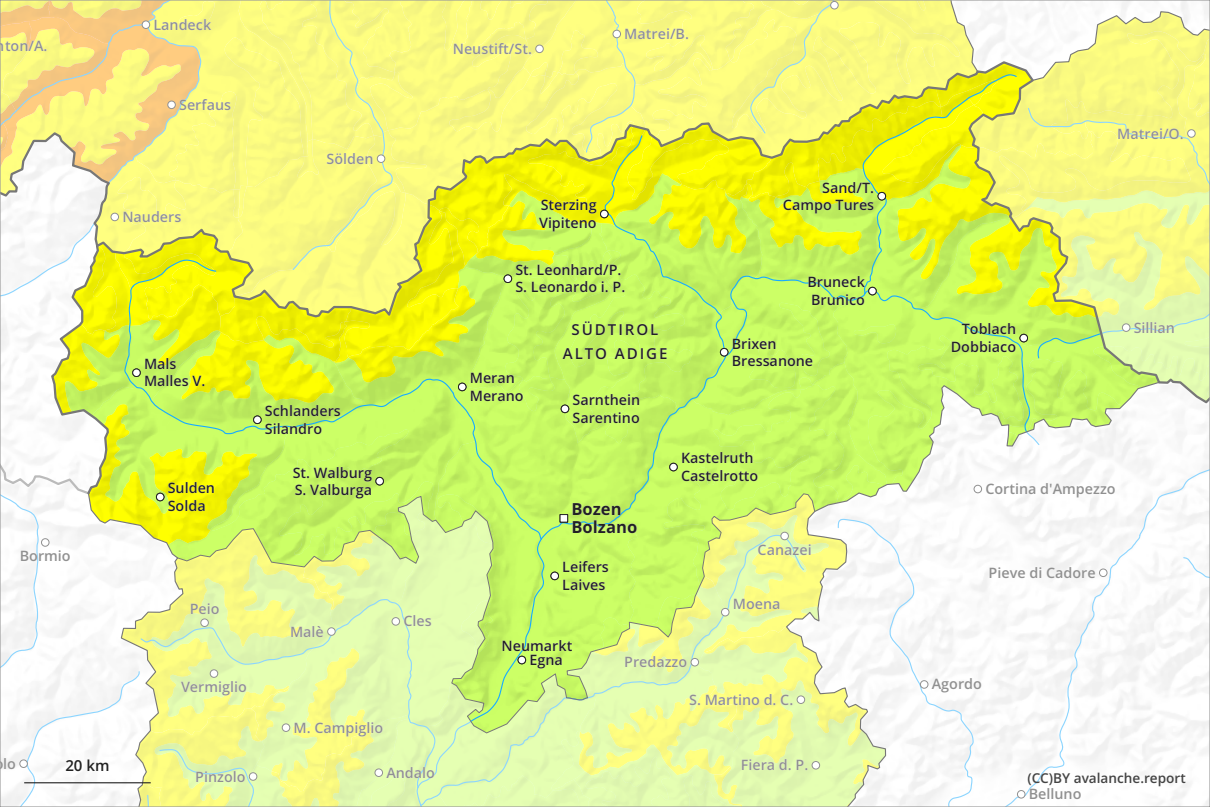 Landeck
nton/A.
Neustift/St.
Matrei/B.
Serfaus
Matrei/O.
Sölden
Nauders
Sand/T.
Campo Tures
Sterzing
Vipiteno
St. Leonhard/P.
S. Leonardo i. P.
Bruneck
Brunico
SÜDTIROL
ALTO ADIGE
Toblach
Dobbiaco
Sillian
Brixen
Bressanone
Mals
Malles V.
Meran
Merano
Sarnthein
Sarentino
Schlanders
Silandro
Kastelruth
Castelrotto
St. Walburg
S. Valburga
Sulden
Solda
Cortina d'Ampezzo
Bozen
Bolzano
Bormio
Canazei
Leifers
Laives
Pieve di Cadore
Peio
Moena
Cles
Malè
Neumarkt
Egna
Predazzo
Vermiglio
Agordo
S. Martino d. C.
M. Campiglio
olo
20 km
Pinzolo
Andalo
Fiera d. P.
(CC)BY avalanche.report
Belluno